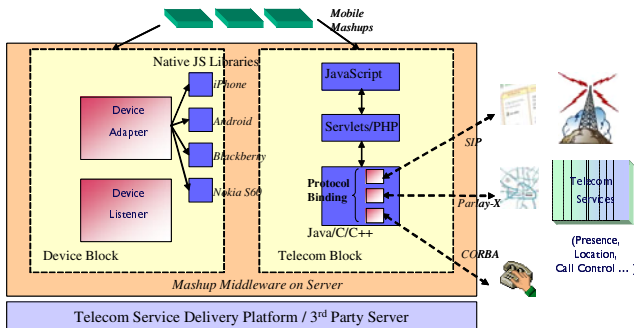 Mobile
Mashups
Native JS Libraries
iPhone
Android
Blackberry
Nokia S60
Device
Adapter
Device
Listener
Device Block
JavaScript
Servlets/PHP
Protocol
Binding
Java/C/C++
Telecom Block
SIP
Parlay-X
CORBA
Telecom
Services
(Presence,
Location,
Call Control ... )
Mashup Middleware on Server
Telecom Service Delivery Platform / 3rd Party Server